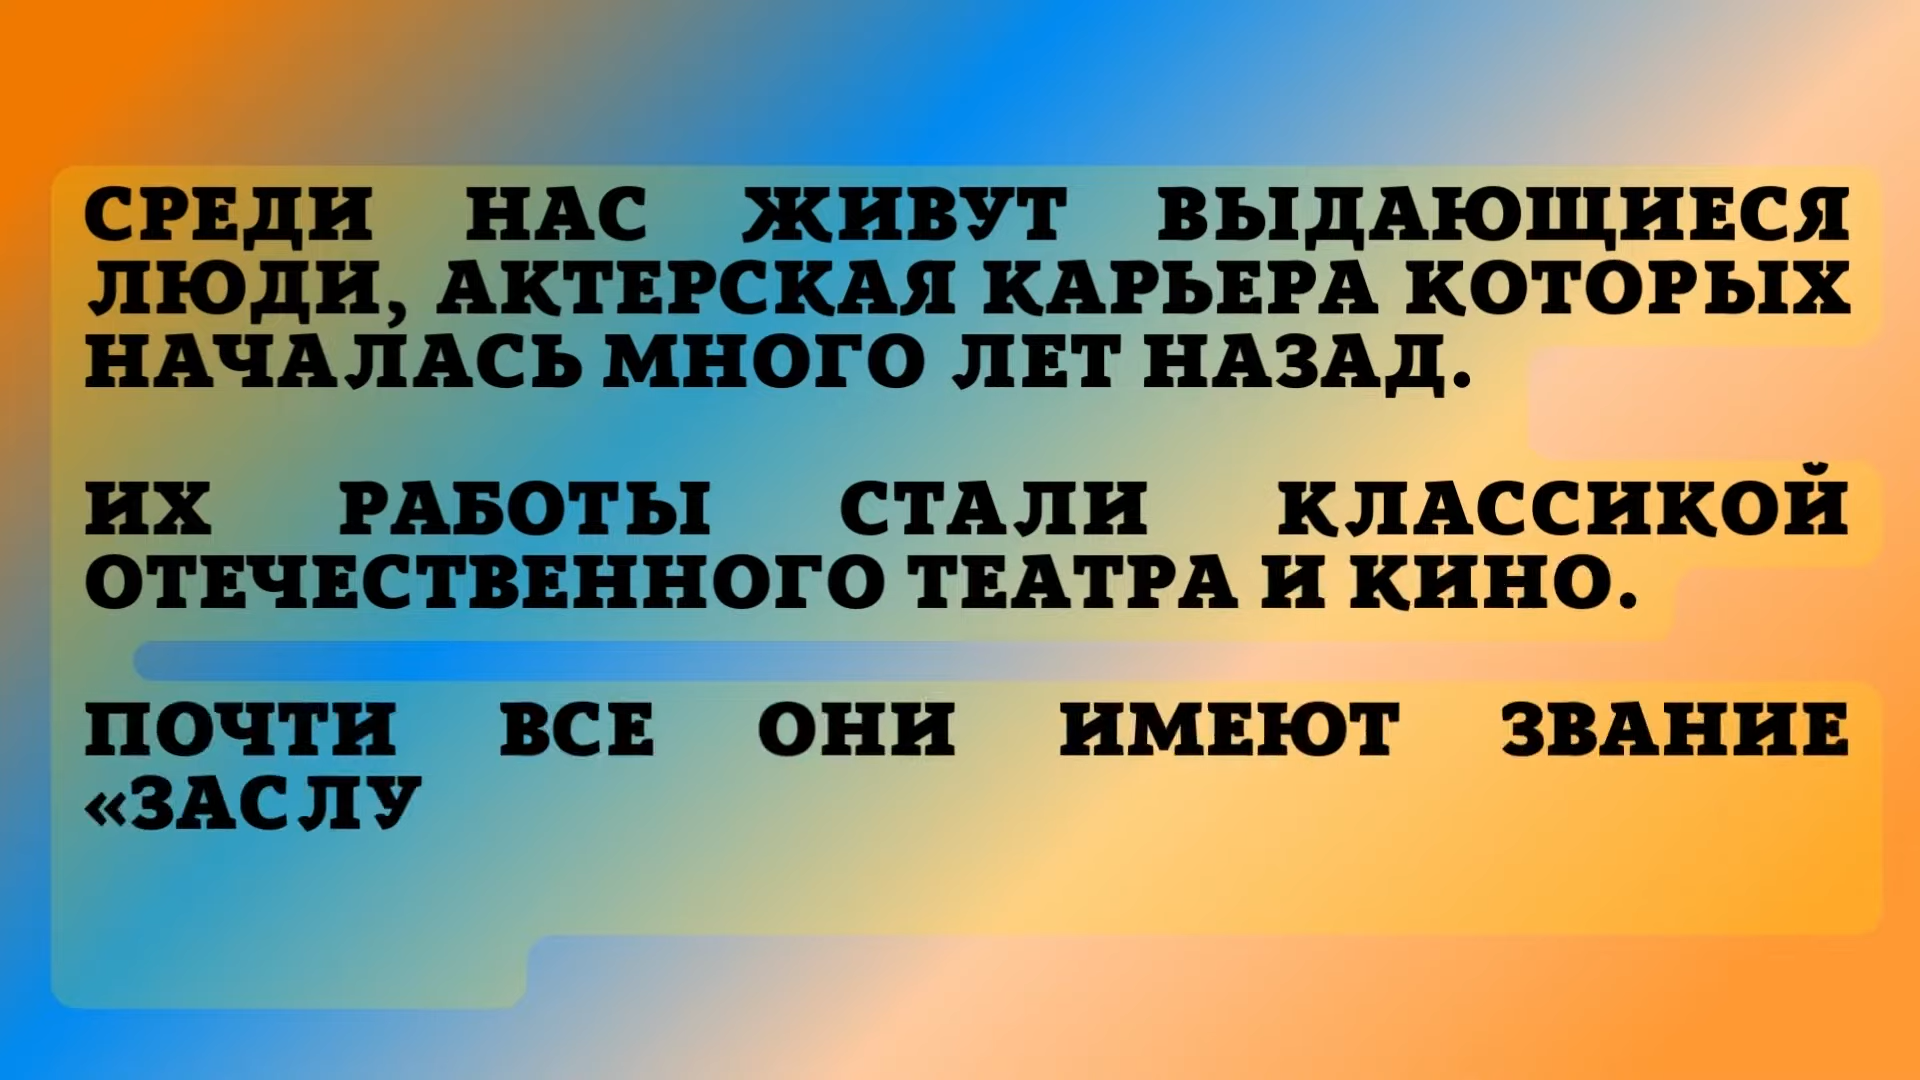 СРЕДИ НАС ЖИВУТ ВЫДАЮЩИЕСЯ
ЛЮДИ, АКТЕРСКАЯ КАРЬЕРА КОТОРЫХ
НАЧАЛАСЬ МНОГО ЛЕТ НАЗАД.
ИХ РАБОТЫ СТАЛИ КЛАССИКОЙ
ОТЕЧЕСТВЕННОГО ТЕАТРА И КИНО.
ПОЧТИ ВСЕ ОНИ ИМЕЮТ ЗВАНИЕ
«ЗАСЛУ